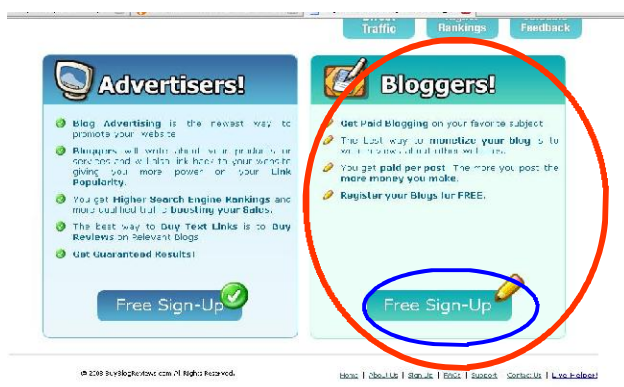 Traffic
Rankings
Feedback
Advertisers!
Blog Advertising is the newest way to
promote your website
Bloggers will write about your products or
services and will also link back to your website
giving you more power on your Link
Popularity.
You get Higher Search Engine Rankings and
more qualified traffic boosting your Sales.
The best way to Buy Text Links is to Buy
Reviews on Relevant Blogs
Get Guaranteed Results!
Free Sign-Up
Bloggers!
Get Paid Blogging on your favorite subject
The best way to monetize your blog is to
You get paid per post. The more you post the
more money you make.
Register your Blogs for FREE.
Free Sign-Up
© 2008 BuyBlogReviews.com All Rights Reserved.
Home | About Us | Sign Up | FAQs | Support Contact Us | Live Helper!